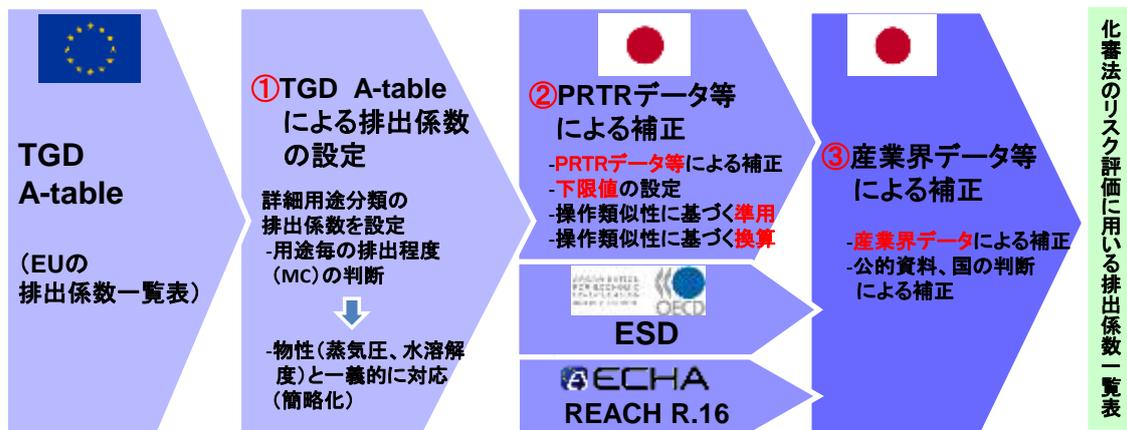 TGD
A-table
（EUの
排出係数一覧表）
①TGD A-table
による排出係数
の設定
詳細用途分類の
排出係数を設定
-用途毎の排出程度
（MC）の判断
-物性（蒸気圧、水溶解
度）と一義的に対応
（簡略化）
②PRTRデータ等
による補正
-PRTRデータ等による補正
-下限値の設定
-操作類似性に基づく準用
-操作類似性に基づく換算
OECD
ESD
ECHA
REACH R.16
③産業界データ等
による補正
-産業界データによる補正
-公的資料、国の判断
による補正
化審法のリスク評価に用いる排出係数一覧表